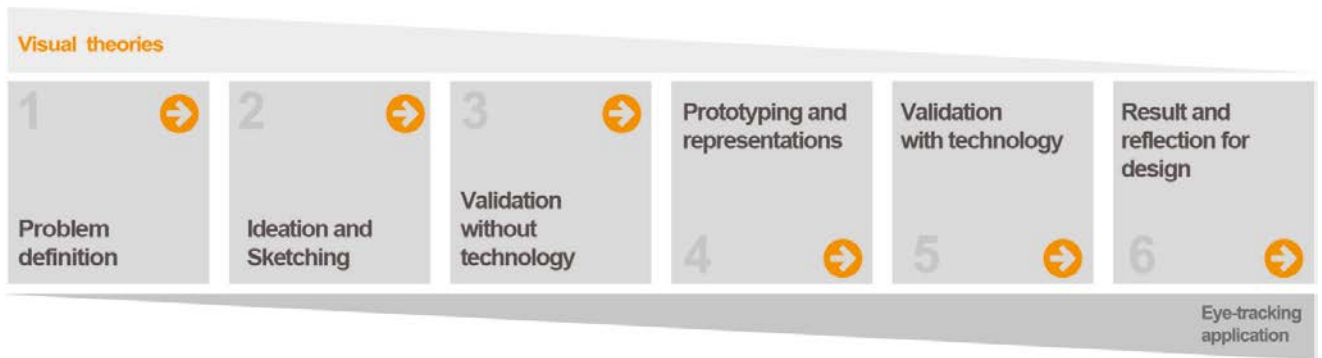 Visual theories
1
Problem
definition
2
Ideation and
Sketching
3
Validation
without
technology
Prototyping and
representations
4
Validation
with technology
5
Result and
reflection for
design
6
Eye-tracking
application